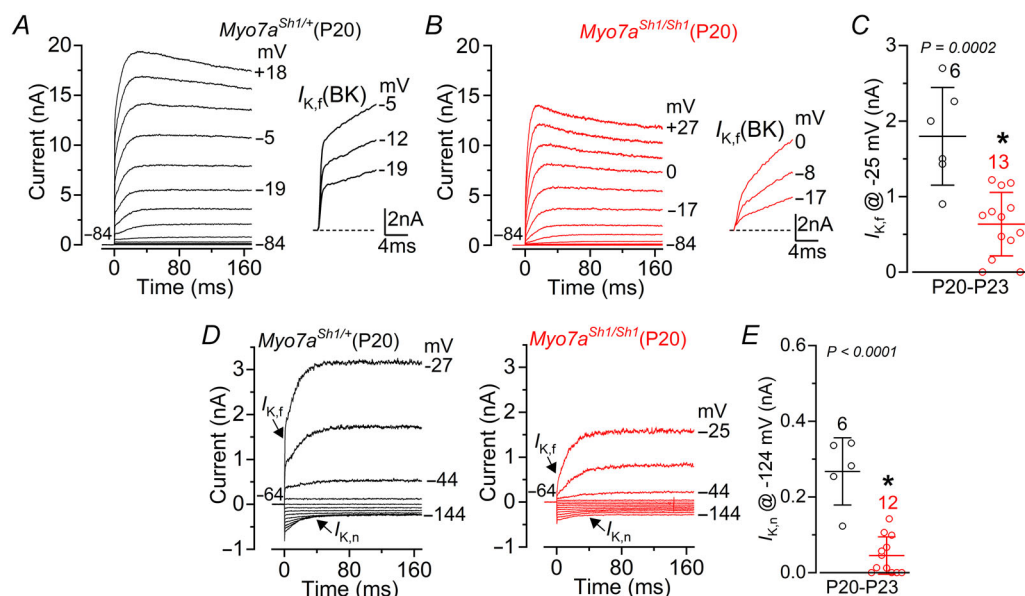 A
Myo7a^Sh1/+ (P20)
mV
20
15
10
5
0
Current (nA)
+18
−5
−19
−84
−84
0 80 160
Time (ms)
I_K,f (BK)
mV
−5
−12
−19
2nA
4ms
B
Myo7a^Sh1/Sh1 (P20)
mV
20
15
10
5
0
Current (nA)
+27
0
−17
−84
−84
0 80 160
Time (ms)
I_K,f (BK)
mV
0
−8
−17
2nA
4ms
C
P = 0.0002
3
2
1
0
I_K,f @ -25 mV (nA)
6
*
13
P20-P23
D
Myo7a^Sh1/+ (P20)
mV
3
2
1
0
−1
Current (nA)
−27
−44
−64
−144
I_K,f
I_K,n
0 80 160
Time (ms)
Myo7a^Sh1/Sh1 (P20)
mV
3
2
1
0
−1
Current (nA)
−25
−44
−64
−144
I_K,f
I_K,n
0 80 160
Time (ms)
E
P < 0.0001
0.6
0.4
0.2
0.0
I_K,n @ -124 mV (nA)
6
*
12
P20-P23